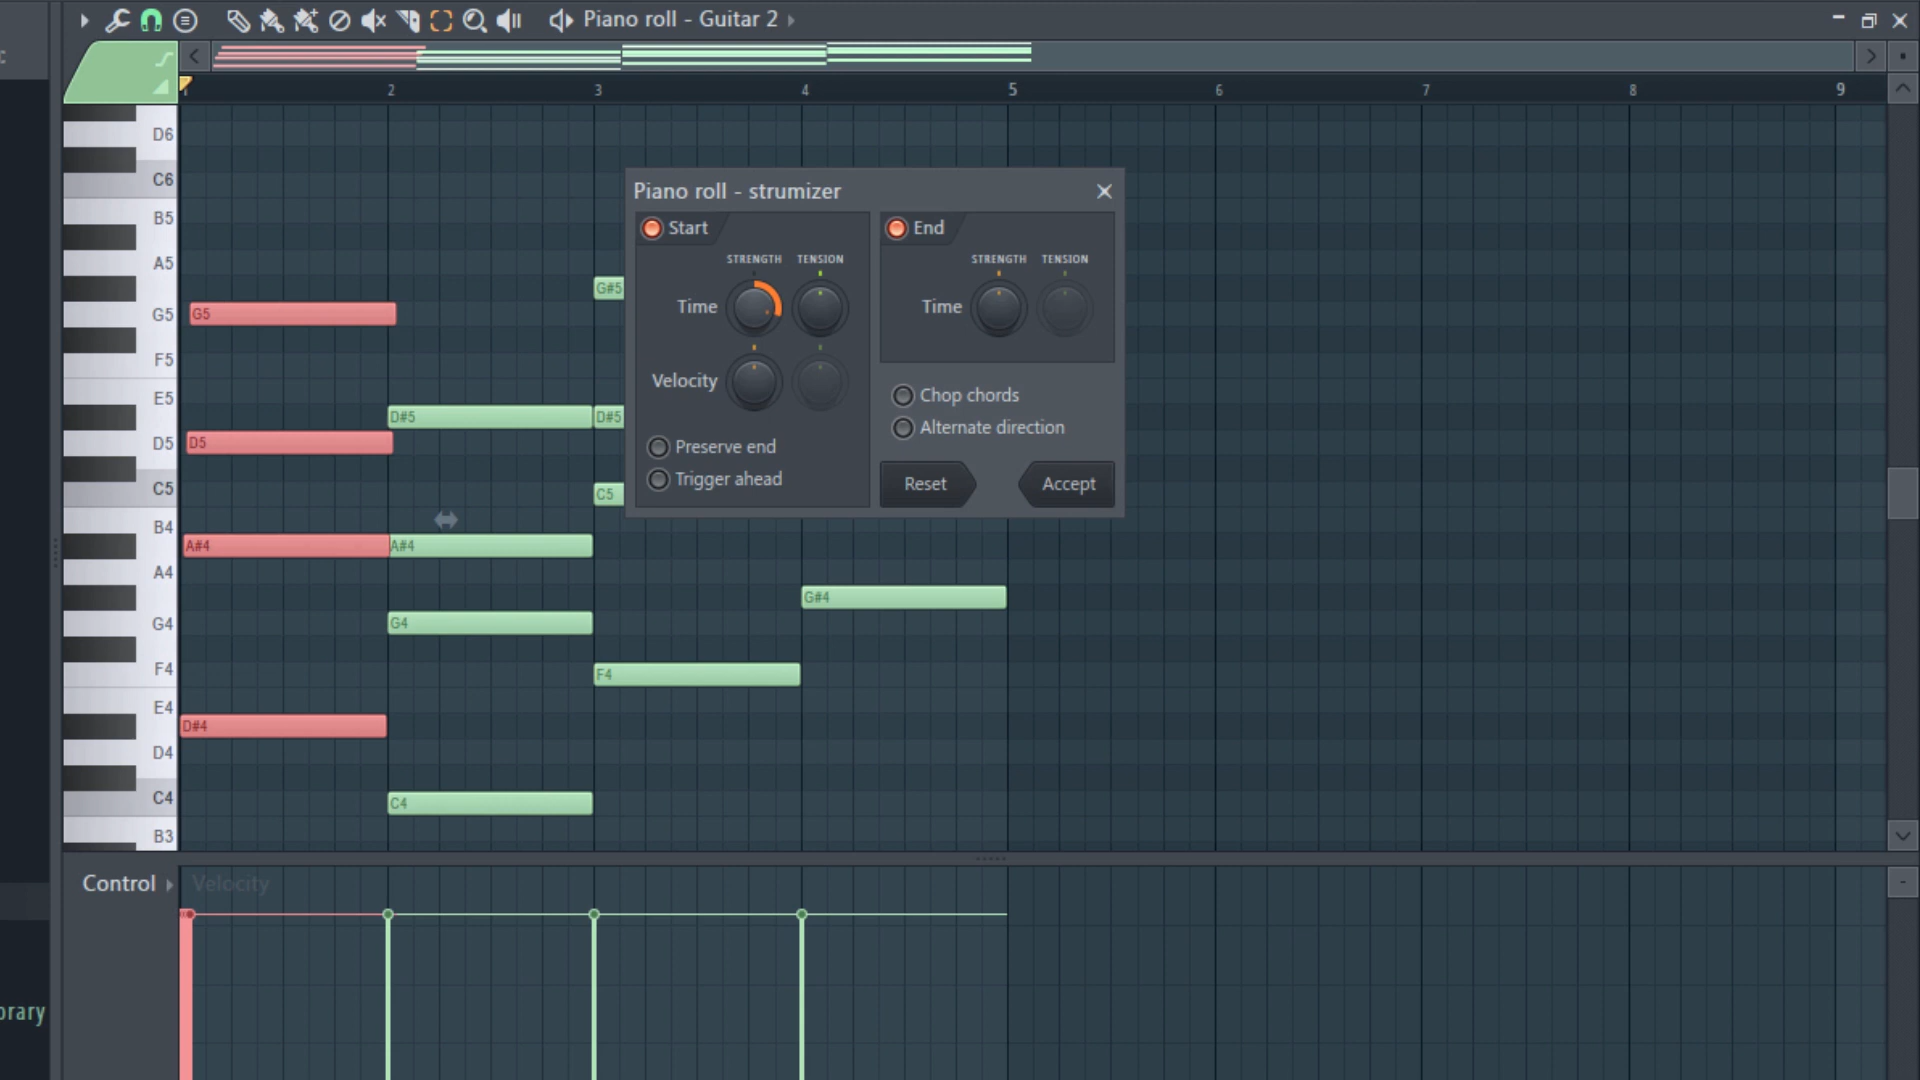 Piano roll - Guitar 2
2 3 4 5 6 7 8 9
D6
C6
B5
A5
G5
F5
E5
D5
C5
B4
A4
G4
F4
E4
D4
C4
B3
G5
D5
A#4
D#4
D#5
A#4
G4
C4
G#5
D#5
C5
F4
G#4
Piano roll - strumizer
Start
STRENGTH TENSION
Time
Velocity
Preserve end
Trigger ahead
End
STRENGTH TENSION
Time
Chop chords
Alternate direction
Reset Accept
Control Velocity
brary